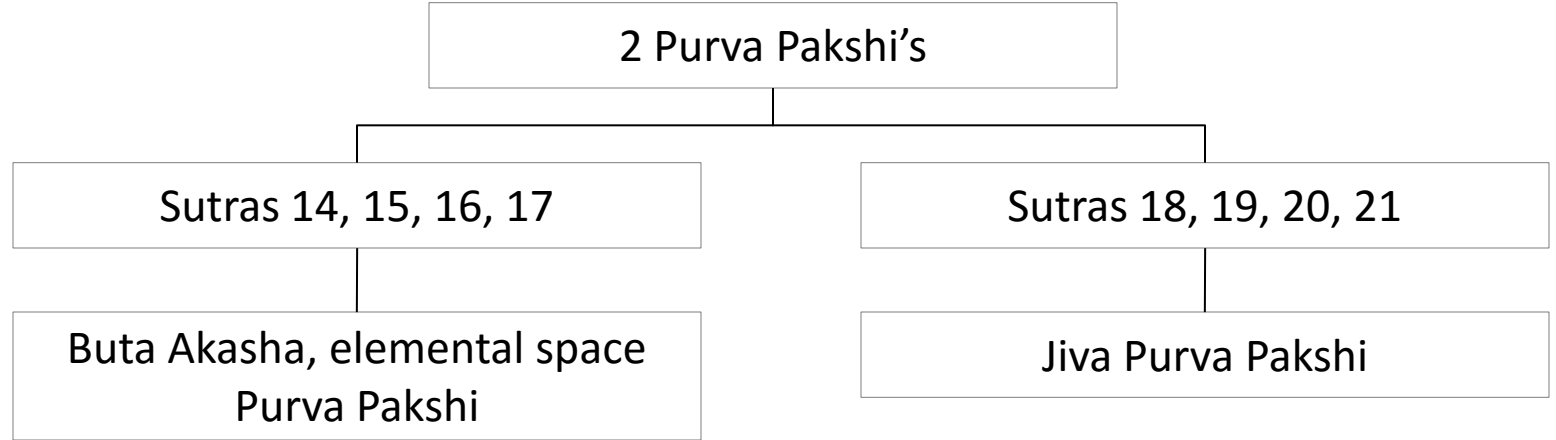 2 Purva Pakshi’s
Sutras 14, 15, 16, 17
Sutras 18, 19, 20, 21
Buta Akasha, elemental space
Purva Pakshi
Jiva Purva Pakshi